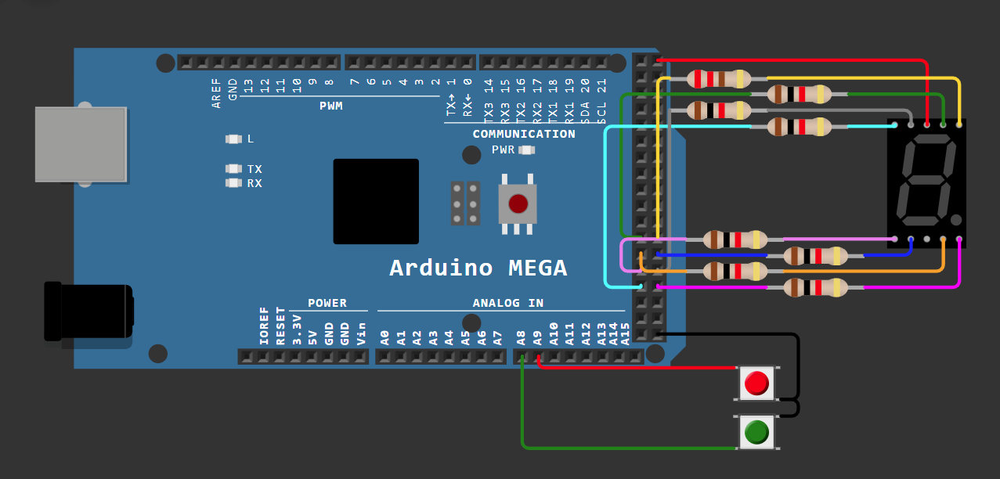 AREF
GND
13
12
11
10
9
8
7
6
5
4
3
2
TX→ 1
RX← 0
TX3 14
RX3 15
TX2 16
RX2 17
TX1 18
RX1 19
SDA 20
SCL 21
PWM
COMMUNICATION
L
PWR
TX
RX
Arduino MEGA
POWER
ANALOG IN
IOREF
RESET
3.3V
5V
GND
GND
Vin
A0
A1
A2
A3
A4
A5
A6
A7
A8
A9
A10
A11
A12
A13
A14
A15